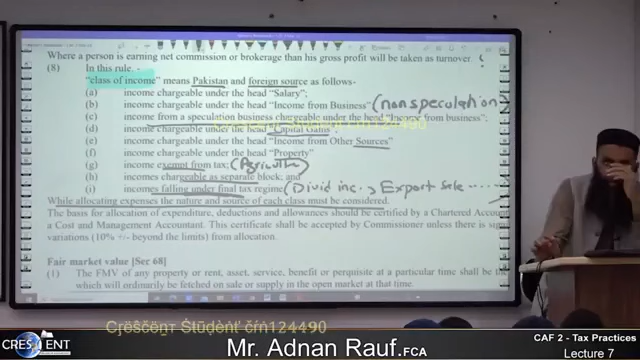 Where a person is earning net commission or brokerage than his gross profit will be taken as turnover.
(8) In this rule. -
"class of income" means Pakistan and foreign source as follows-
(a) income chargeable under the head "Salary";
(b) income chargeable under the head "Income from Business" (nonspeculation)
(c) income from a speculation business chargeable under the head "Income from business";
(d) income chargeable under the head "Capital Gains"
(e) income chargeable under the head "Income from Other Sources"
(f) income chargeable under the head "Property"
(g) income exempt from tax;
(h) incomes chargeable as separate block; and
(i) incomes falling under final tax regime (Divid inc., Export sale .....
While allocating expenses the nature and source of each class must be considered.
The basis for allocation of expenditure, deductions and allowances should be certified by a Chartered Account
a Cost and Management Accountant. This certificate shall be accepted by Commissioner unless there is
variations (10% +/- beyond the limits) from allocation.
Fair market value [Sec 68]
(1) The FMV of any property or rent, asset, service, benefit or perquisite at a particular time shall be
which will ordinarily be fetched on sale or supply in the open market at that time.
CRESCENT
Mr. Adnan Rauf.FCA
CAF 2 - Tax Practices
Lecture 7